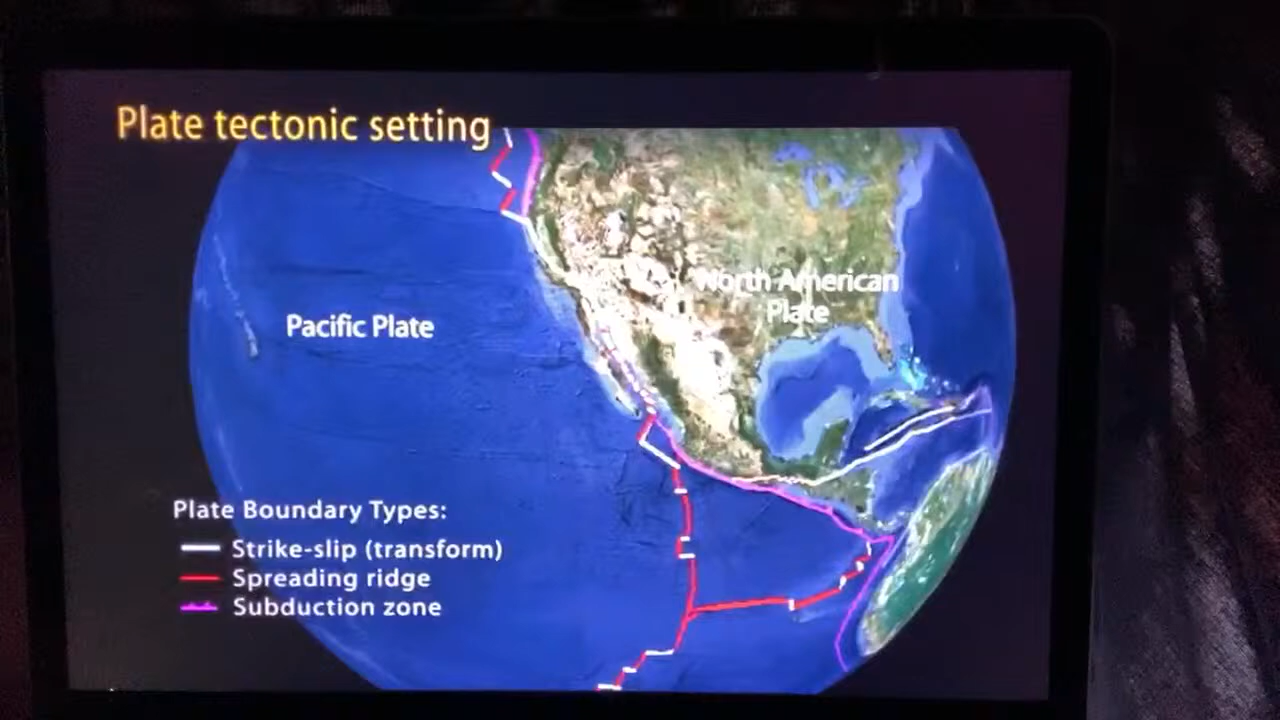 Plate tectonic setting
North American
Plate
Pacific Plate
Plate Boundary Types:
Strike-slip (transform)
Spreading ridge
Subduction zone